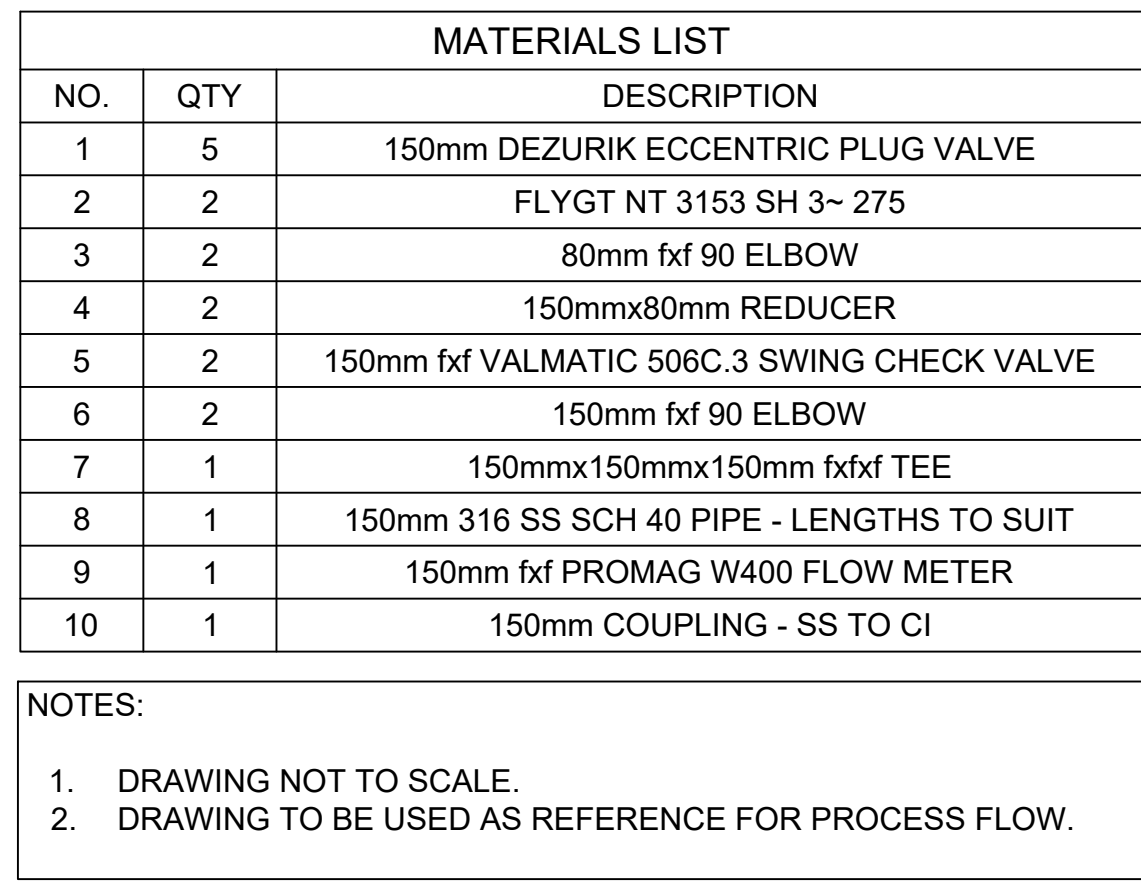 MATERIALS LIST
NO. QTY DESCRIPTION
1 5 150mm DEZURIK ECCENTRIC PLUG VALVE
2 2 FLYGT NT 3153 SH 3~ 275
3 2 80mm fxf 90 ELBOW
4 2 150mmx80mm REDUCER
5 2 150mm fxf VALMATIC 506C.3 SWING CHECK VALVE
6 2 150mm fxf 90 ELBOW
7 1 150mmx150mmx150mm fxfxf TEE
8 1 150mm 316 SS SCH 40 PIPE - LENGTHS TO SUIT
9 1 150mm fxf PROMAG W400 FLOW METER
10 1 150mm COUPLING - SS TO CI
NOTES:
1. DRAWING NOT TO SCALE.
2. DRAWING TO BE USED AS REFERENCE FOR PROCESS FLOW.